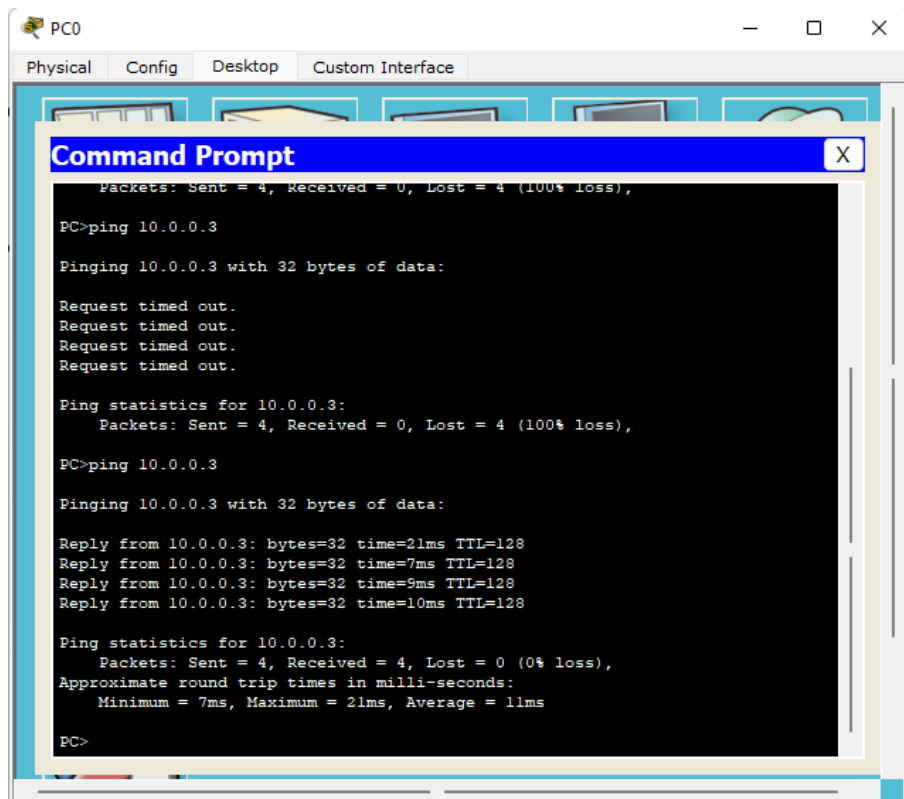 PC0
Physical Config Desktop Custom Interface
Command Prompt
X
Packets: Sent = 4, Received = 0, Lost = 4 (100% loss),
PC>ping 10.0.0.3
Pinging 10.0.0.3 with 32 bytes of data:
Request timed out.
Request timed out.
Request timed out.
Request timed out.
Ping statistics for 10.0.0.3:
Packets: Sent = 4, Received = 0, Lost = 4 (100% loss),
PC>ping 10.0.0.3
Pinging 10.0.0.3 with 32 bytes of data:
Reply from 10.0.0.3: bytes=32 time=21ms TTL=128
Reply from 10.0.0.3: bytes=32 time=7ms TTL=128
Reply from 10.0.0.3: bytes=32 time=9ms TTL=128
Reply from 10.0.0.3: bytes=32 time=10ms TTL=128
Ping statistics for 10.0.0.3:
Packets: Sent = 4, Received = 4, Lost = 0 (0% loss),
Approximate round trip times in milli-seconds:
Minimum = 7ms, Maximum = 21ms, Average = 11ms
PC>